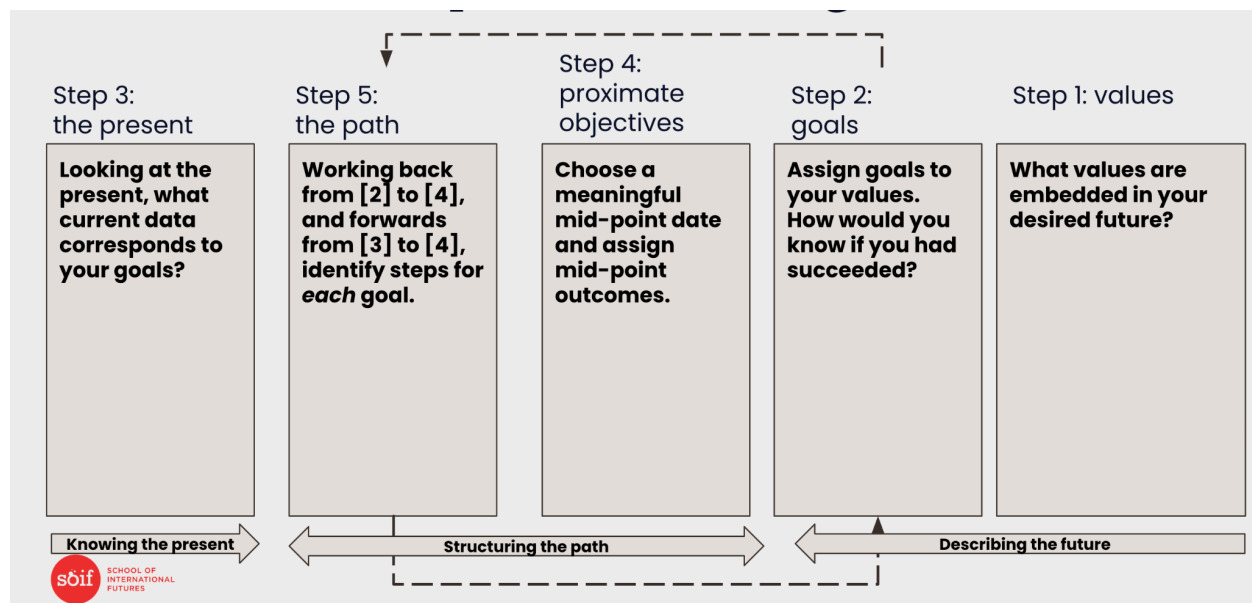 Step 3:
the present
Looking at the
present, what
current data
corresponds to
your goals?
Step 5:
the path
Working back
from [2] to [4],
and forwards
from [3] to [4],
identify steps for
each goal.
Step 4:
proximate
objectives
Choose a
meaningful
mid-point date
and assign
mid-point
outcomes.
Step 2:
goals
Assign goals to
your values.
How would you
know if you had
succeeded?
Step 1: values
What values are
embedded in your
desired future?
Knowing the present
Structuring the path
Describing the future
soif
SCHOOL OF
INTERNATIONAL
FUTURES